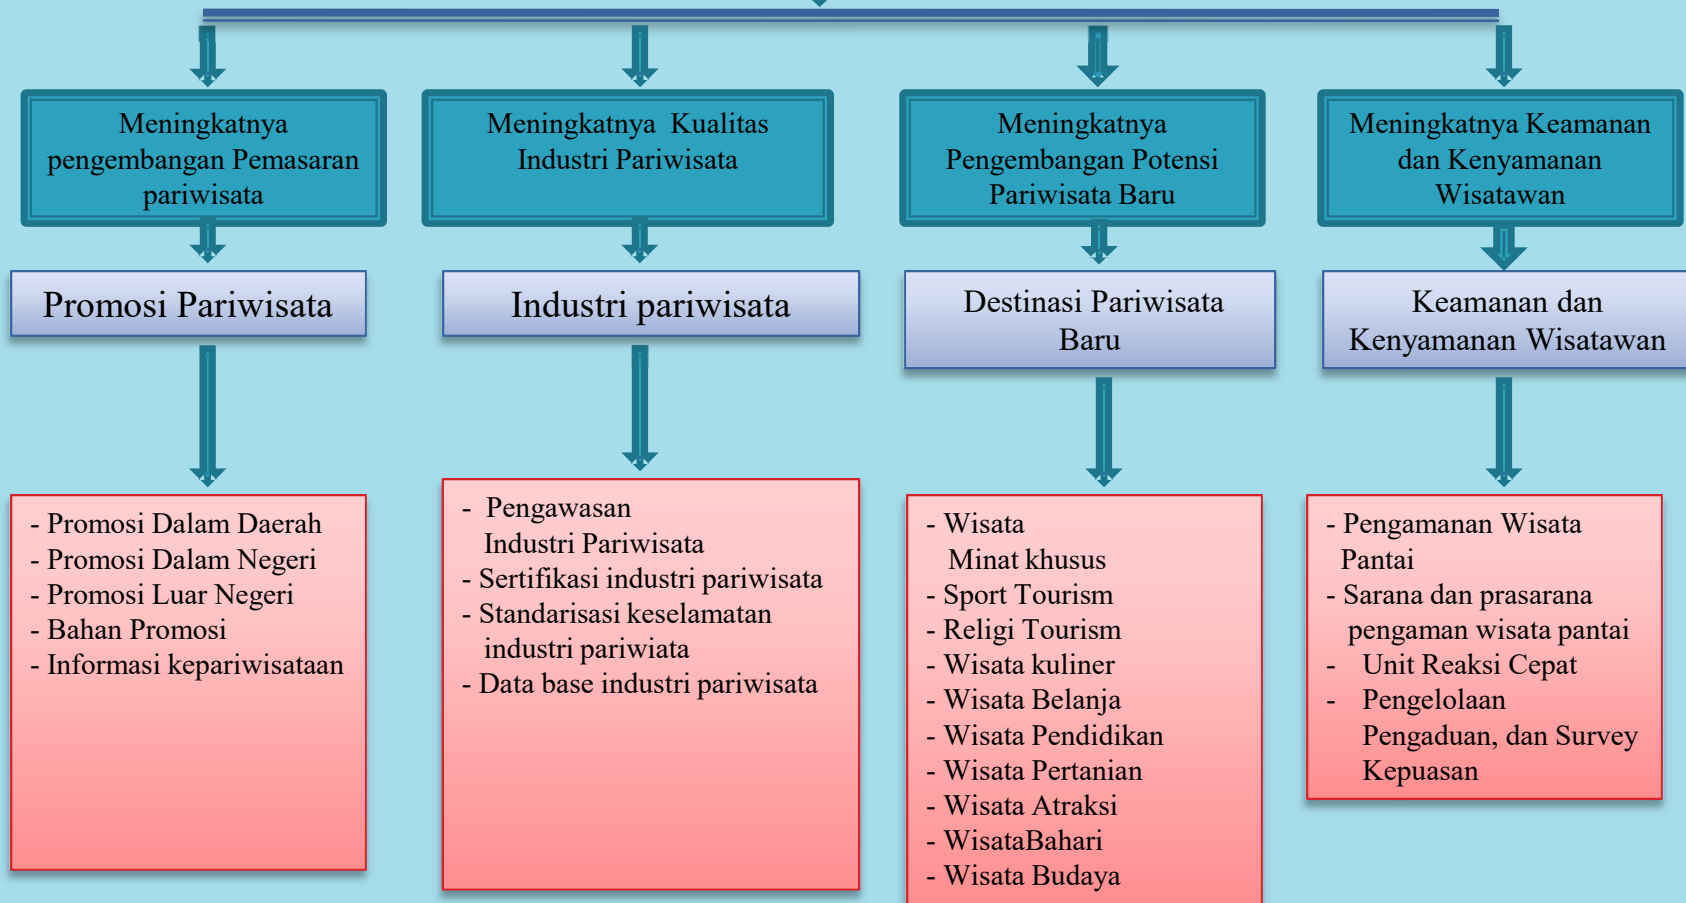 Meningkatnya
pengembangan Pemasaran
pariwisata
Meningkatnya  Kualitas
Industri Pariwisata
Meningkatnya
Pengembangan Potensi
Pariwisata Baru
Meningkatnya Keamanan
dan Kenyamanan
Wisatawan
Promosi Pariwisata
Industri pariwisata
Destinasi Pariwisata
Baru
Keamanan dan
Kenyamanan Wisatawan
- Promosi Dalam Daerah
- Promosi Dalam Negeri
- Promosi Luar Negeri
- Bahan Promosi
- Informasi kepariwisataan
- Pengawasan
Industri Pariwisata
- Sertifikasi industri pariwisata
- Standarisasi keselamatan
industri pariwiata
- Data base industri pariwisata
- Wisata
Minat khusus
- Sport Tourism
- Religi Tourism
- Wisata kuliner
- Wisata Belanja
- Wisata Pendidikan
- Wisata Pertanian
- Wisata Atraksi
- WisataBahari
- Wisata Budaya
- Pengamanan Wisata
Pantai
- Sarana dan prasarana
pengaman wisata pantai
- Unit Reaksi Cepat
- Pengelolaan
Pengaduan, dan Survey
Kepuasan